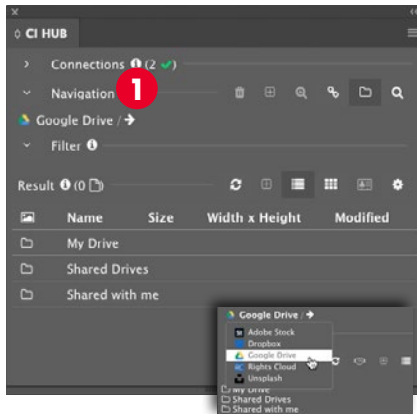 CI HUB
Connections (2 ✓)
Navigation 1
Google Drive /
Filter
Result (0)
Name Size Width x Height Modified
My Drive
Shared Drives
Shared with me
Google Drive /
Adobe Stock
Dropbox
Google Drive
Rights Cloud
Unsplash
My Drive
Shared Drives
Shared with me